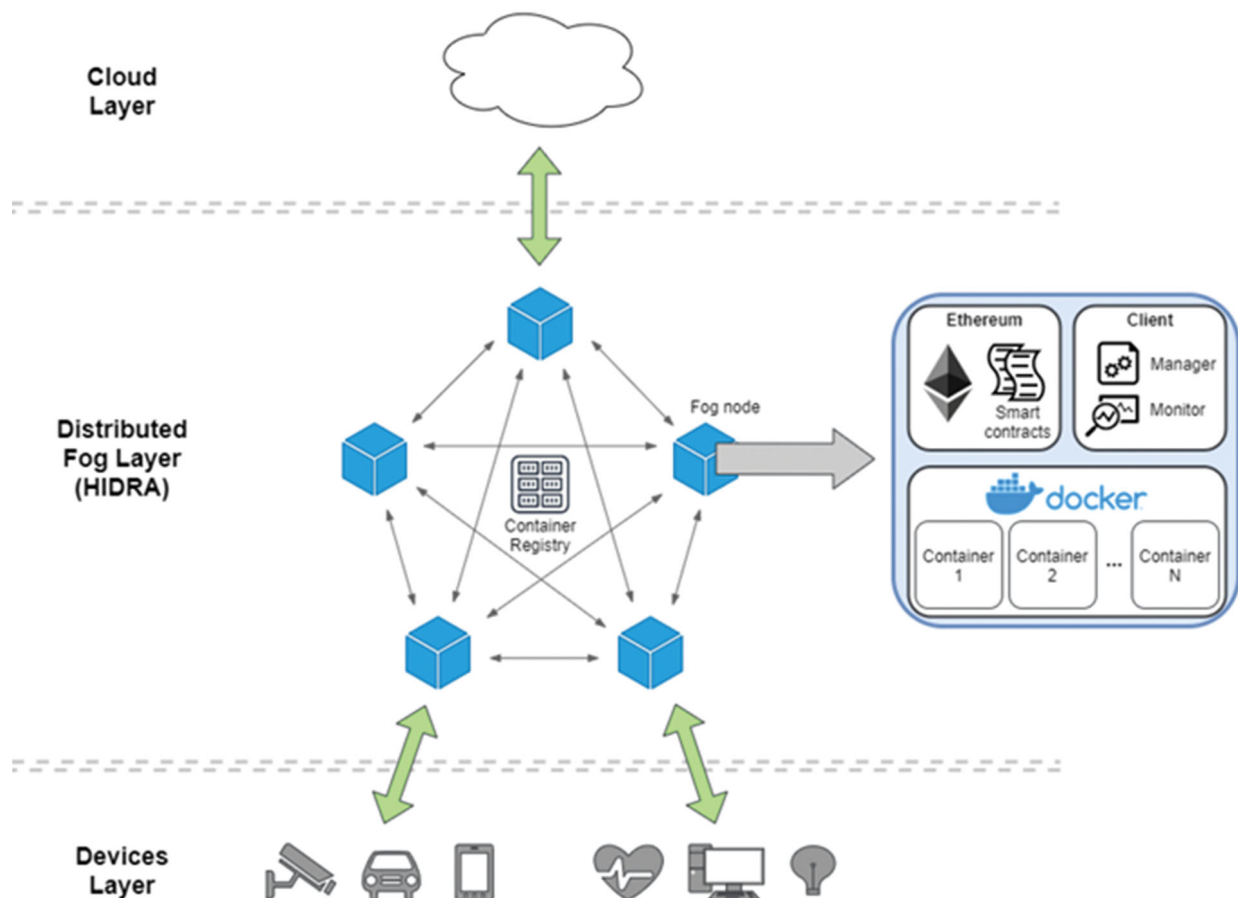 Cloud
Layer
Distributed
Fog Layer
(HIDRA)
Fog node
Container
Registry
Ethereum
Smart
contracts
Client
Manager
Monitor
docker
Container
1
Container
2
...
Container
N
Devices
Layer